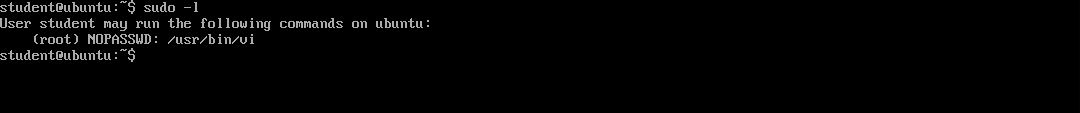 student@ubuntu:~$ sudo -l
User student may run the following commands on ubuntu:
    (root) NOPASSWD: /usr/bin/vi
student@ubuntu:~$